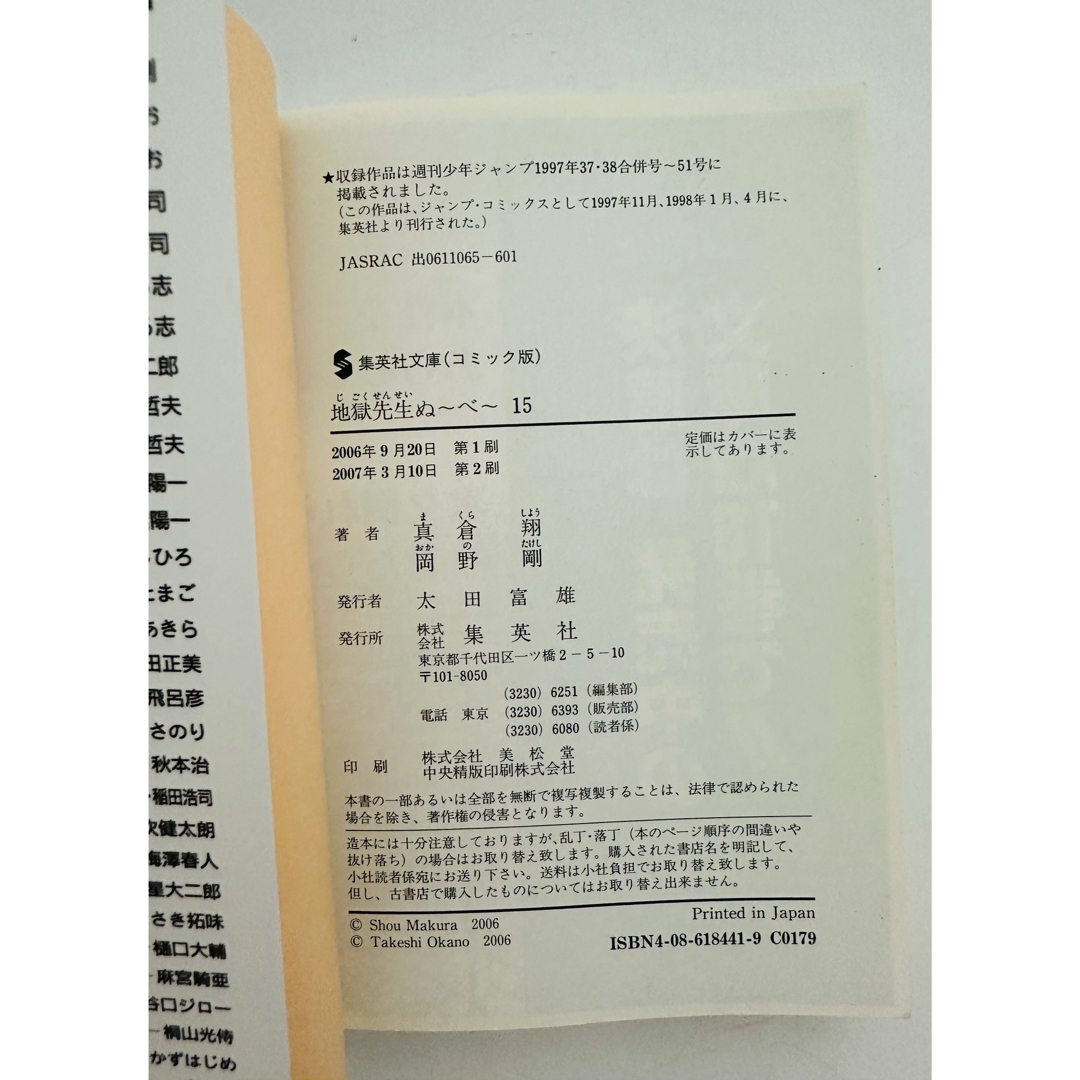 ★収録作品は週刊少年ジャンプ1997年37・38合併号〜51号に
掲載されました。
(この作品は、ジャンプ・コミックスとして1997年11月、1998年1月、4月に、
集英社より刊行された。)
JASRAC 出0611065−601
集英社文庫(コミック版)
じごくせんせい
地獄先生ぬ〜べ〜 15
2006年9月20日 第1刷
2007年3月10日 第2刷
定価はカバーに表
示してあります。
まくら しょう
著者 真倉 翔
おかの たけし
岡野 剛
発行者 太田富雄
発行所 株式会社 集英社
東京都千代田区一ツ橋2−5−10
〒101-8050
(3230) 6251 (編集部)
電話 東京 (3230) 6393 (販売部)
(3230) 6080 (読者係)
印刷 株式会社 美松堂
中央精版印刷株式会社
本書の一部あるいは全部を無断で複写複製することは、法律で認められた
場合を除き、著作権の侵害となります。
造本には十分注意しておりますが、乱丁・落丁(本のページ順序の間違いや
抜け落ち)の場合はお取り替え致します。購入された書店名を明記して、
小社読者係宛にお送り下さい。送料は小社負担でお取り替え致します。
但し、古書店で購入したものについてはお取り替え出来ません。
© Shou Makura 2006
© Takeshi Okano 2006
Printed in Japan
ISBN4-08-618441-9 C0179
お
お
司
司
志
志
二郎
哲夫
哲夫
陽一
陽一
ひろ
たまご
あきら
田正美
飛呂彦
さのり
秋本治
・稲田浩司
次健太朗
梅澤春人
星大二郎
さき拓味
樋口大輔
麻宮騎亜
谷口ジロー
桐山光侍
かずはじめ